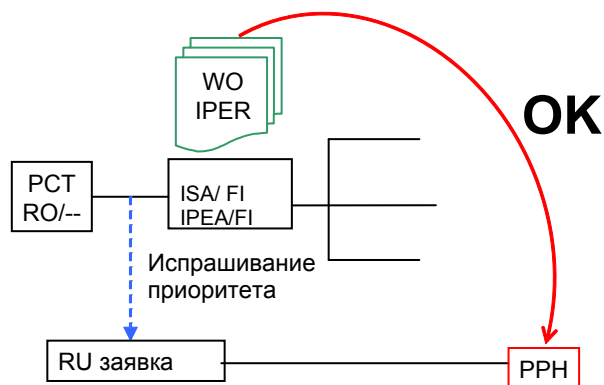 WO
IPER
OK
PCT
RO/--
ISA/ FI
IPEA/FI
Испрашивание
приоритета
RU заявка
PPH